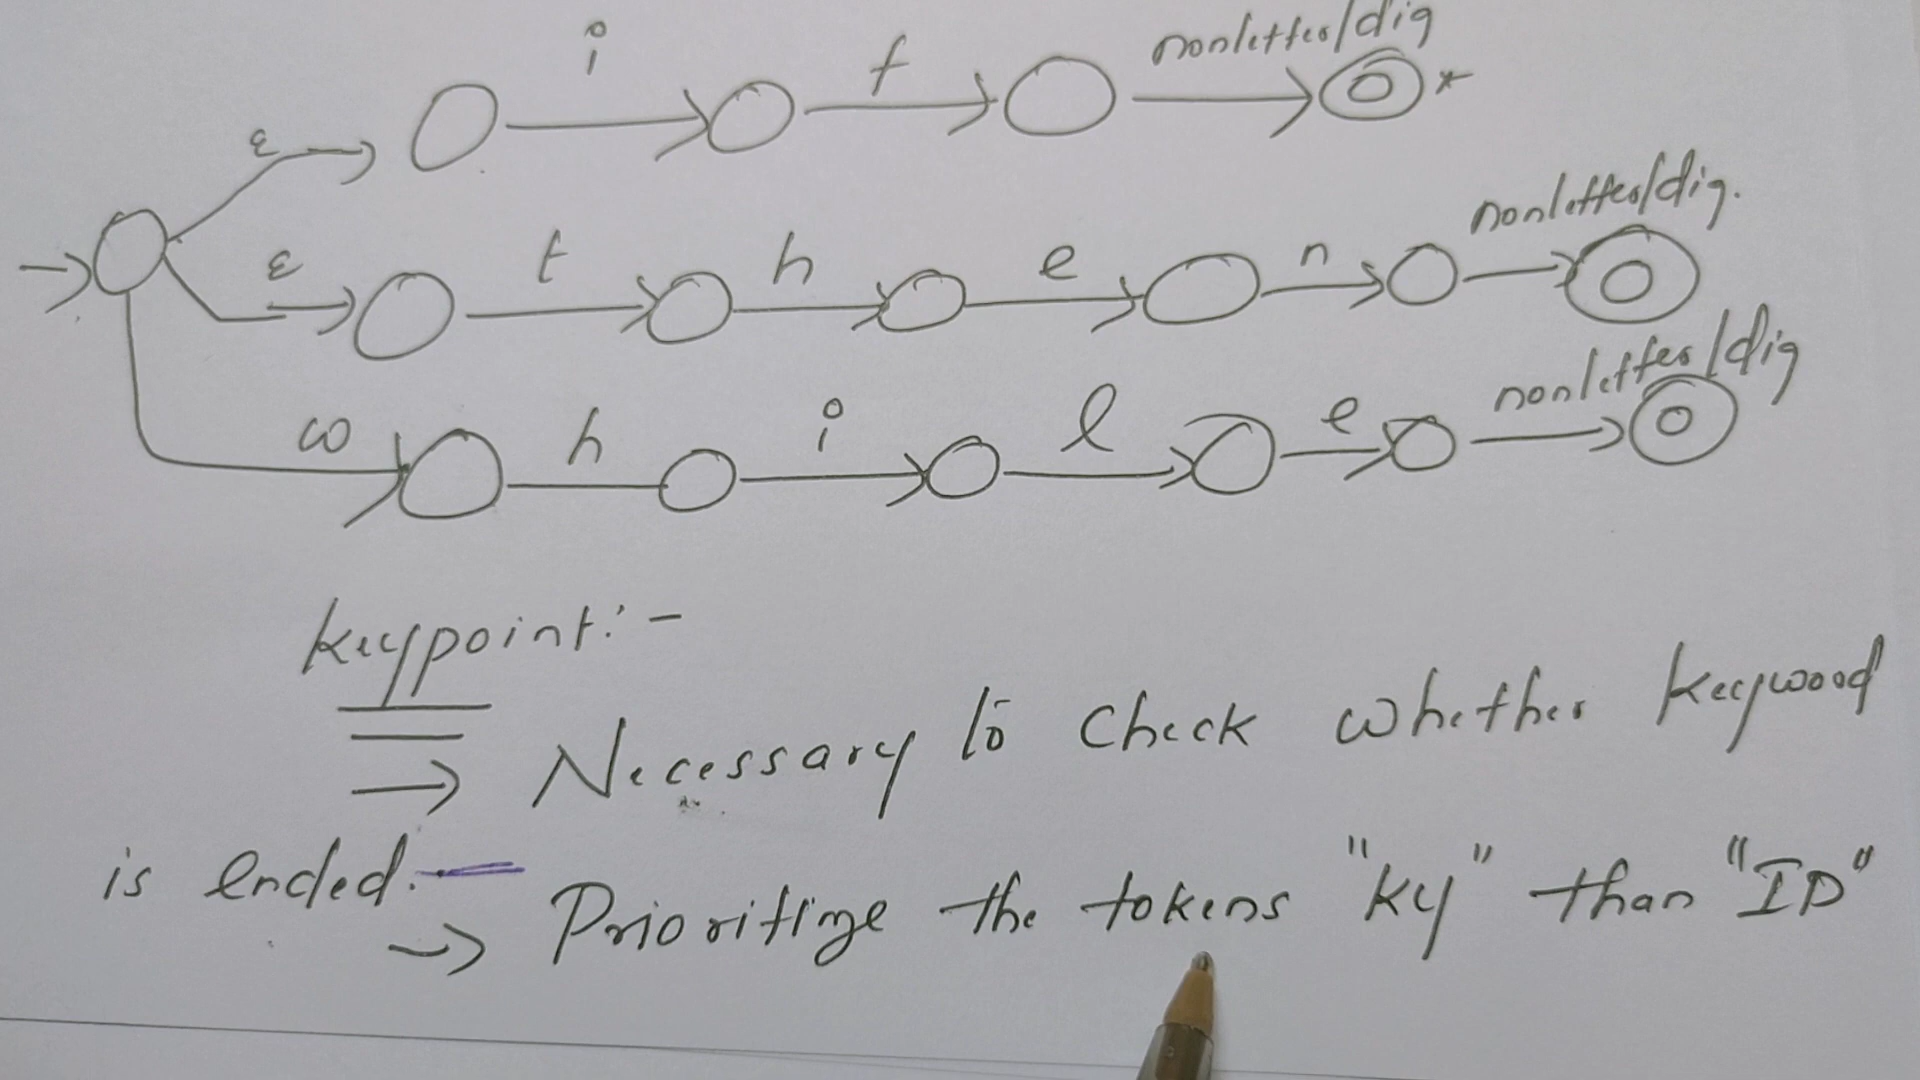 i f nonletter/dig *
ε
ε t h e n nonletter/dig.
w h i l e nonletter/dig
keypoint:-
→ Necessary to check whether keyword
is ended.
→ Prioritize the tokens "ky" than "ID"